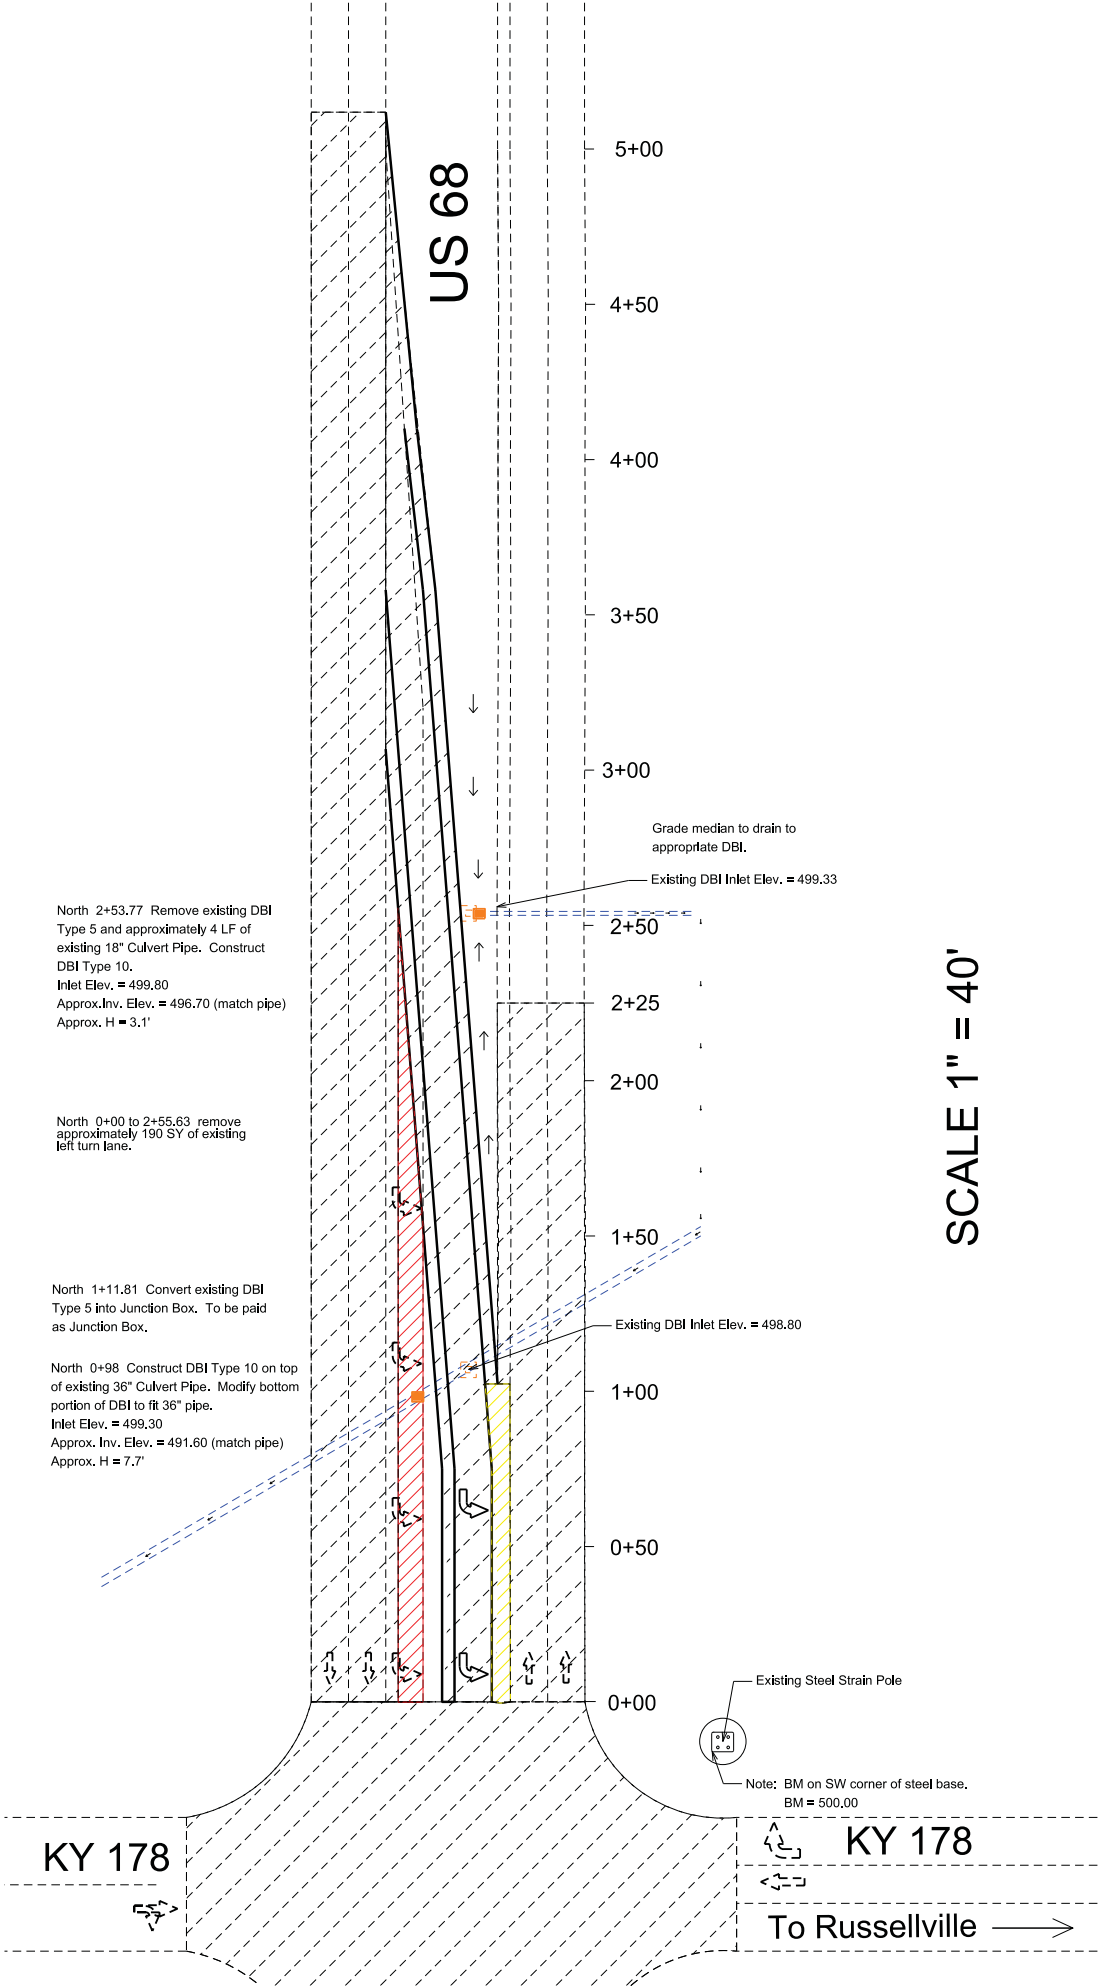 5+00
US 68
4+50
4+00
3+50
3+00
Grade median to drain to
appropriate DBI.
Existing DBI Inlet Elev. = 499.33
North 2+53.77 Remove existing DBI
Type 5 and approximately 4 LF of
existing 18" Culvert Pipe. Construct
DBI Type 10.
Inlet Elev. = 499.80
Approx.Inv. Elev. = 496.70 (match pipe)
Approx. H = 3.1'
2+50
2+25
2+00
SCALE 1" = 40'
North 0+00 to 2+55.63 remove
approximately 190 SY of existing
left turn lane.
1+50
North 1+11.81 Convert existing DBI
Type 5 into Junction Box. To be paid
as Junction Box.
Existing DBI Inlet Elev. = 498.80
North 0+98 Construct DBI Type 10 on top
of existing 36" Culvert Pipe. Modify bottom
portion of DBI to fit 36" pipe.
Inlet Elev. = 499.30
Approx. Inv. Elev. = 491.60 (match pipe)
Approx. H = 7.7'
1+00
0+50
0+00
Existing Steel Strain Pole
Note: BM on SW corner of steel base.
BM = 500.00
KY 178
KY 178
To Russellville